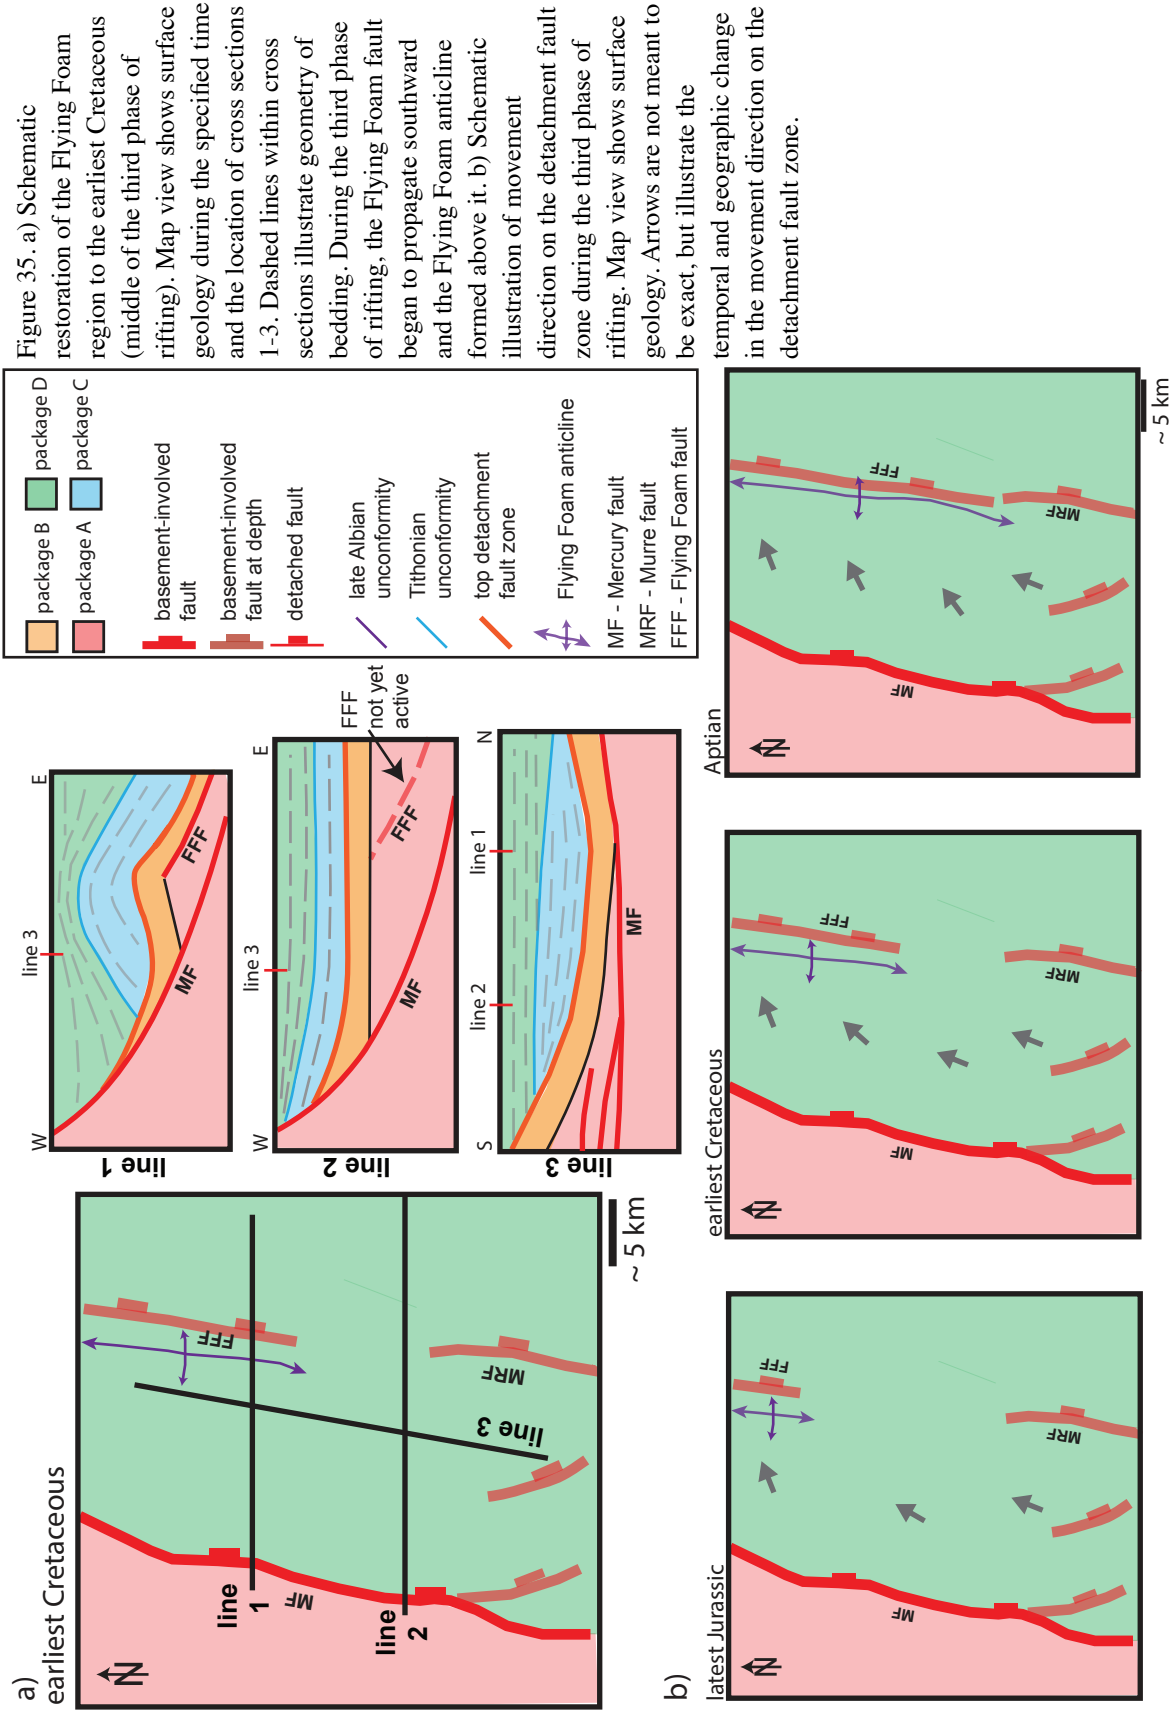 a)
earliest Cretaceous
N
line
1
MF
line
2
FFF
MRF
line 3
~ 5 km
W
line 3
E
MF
FFF
line 1
W
line 3
E
FFF
not yet
active
MF
FFF
line 2
S
line 2
line 1
N
MF
line 3
package B
package D
package A
package C
basement-involved
fault
basement-involved
fault at depth
detached fault
late Albian
unconformity
Tithonian
unconformity
top detachment
fault zone
Flying Foam anticline
MF - Mercury fault
MRF - Murre fault
FFF - Flying Foam fault
b)
latest Jurassic
N
MF
FFF
MRF
earliest Cretaceous
N
MF
FFF
MRF
Aptian
N
MF
FFF
MRF
~ 5 km
Figure 35. a) Schematic
restoration of the Flying Foam
region to the earliest Cretaceous
(middle of the third phase of
rifting). Map view shows surface
geology during the specified time
and the location of cross sections
1-3. Dashed lines within cross
sections illustrate geometry of
bedding. During the third phase
of rifting, the Flying Foam fault
began to propagate southward
and the Flying Foam anticline
formed above it. b) Schematic
illustration of movement
direction on the detachment fault
zone during the third phase of
rifting. Map view shows surface
geology. Arrows are not meant to
be exact, but illustrate the
temporal and geographic change
in the movement direction on the
detachment fault zone.